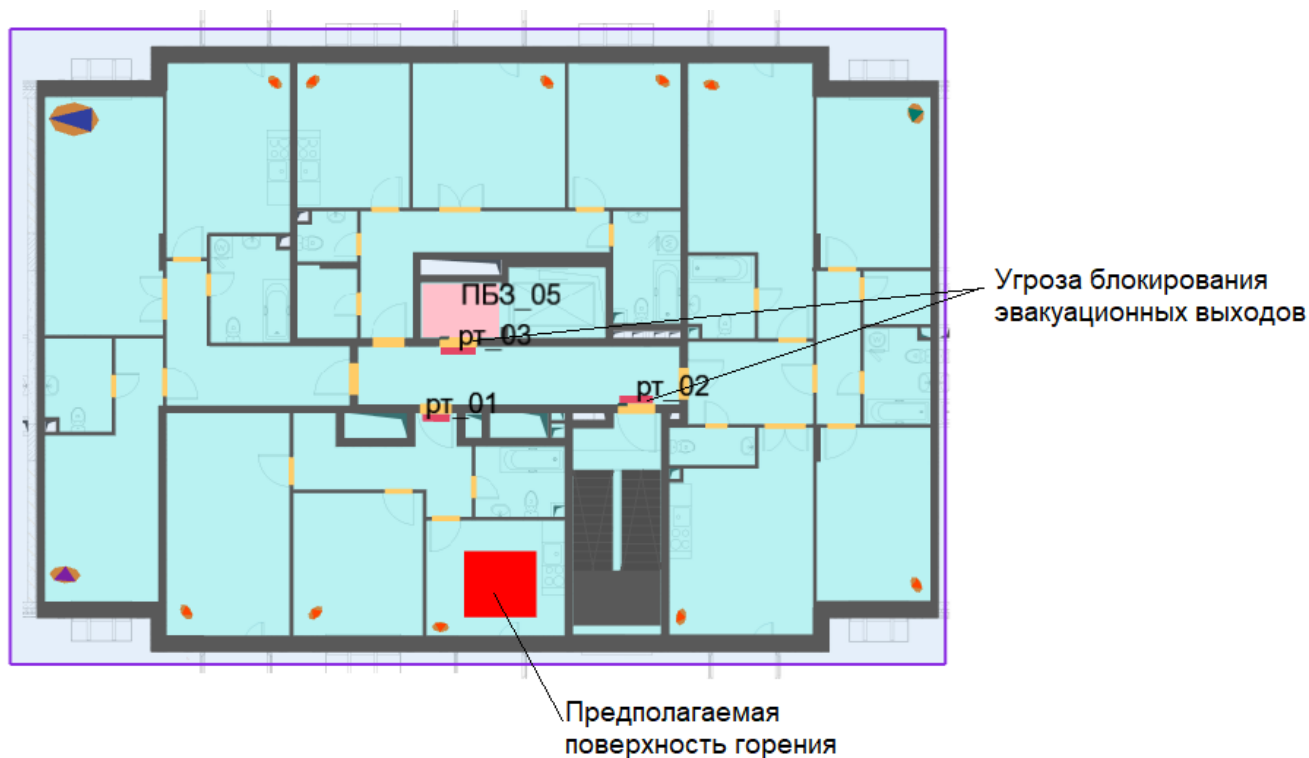 ПБЗ_05
рт_03
рт_02
рт_01
Угроза блокирования
эвакуационных выходов
Предполагаемая
поверхность горения